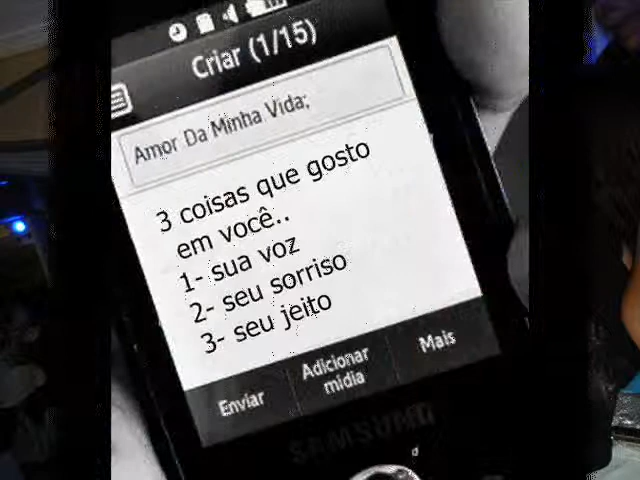 Criar (1/15)
Amor Da Minha Vida;
3 coisas que gosto
em você..
1- sua voz
2- seu sorriso
3- seu jeito
Enviar
Adicionar
mídia
Mais
SAMSUNG